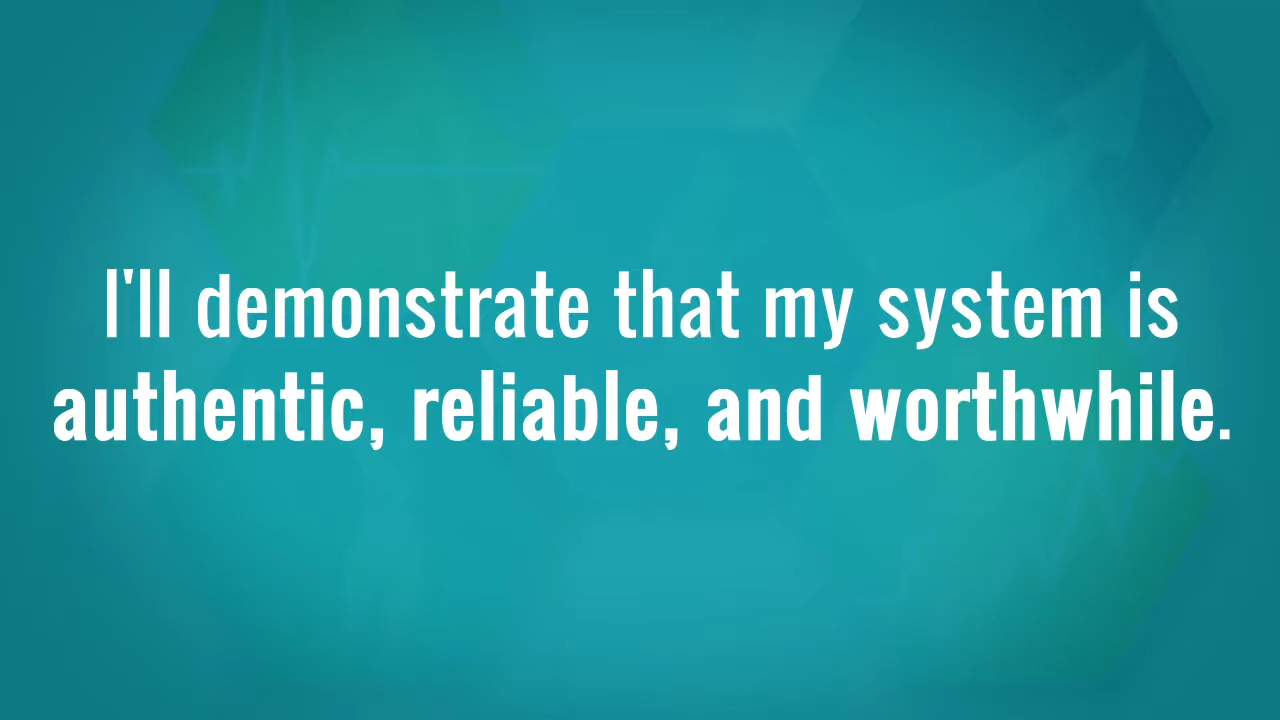 I'll demonstrate that my system is
authentic, reliable, and worthwhile.